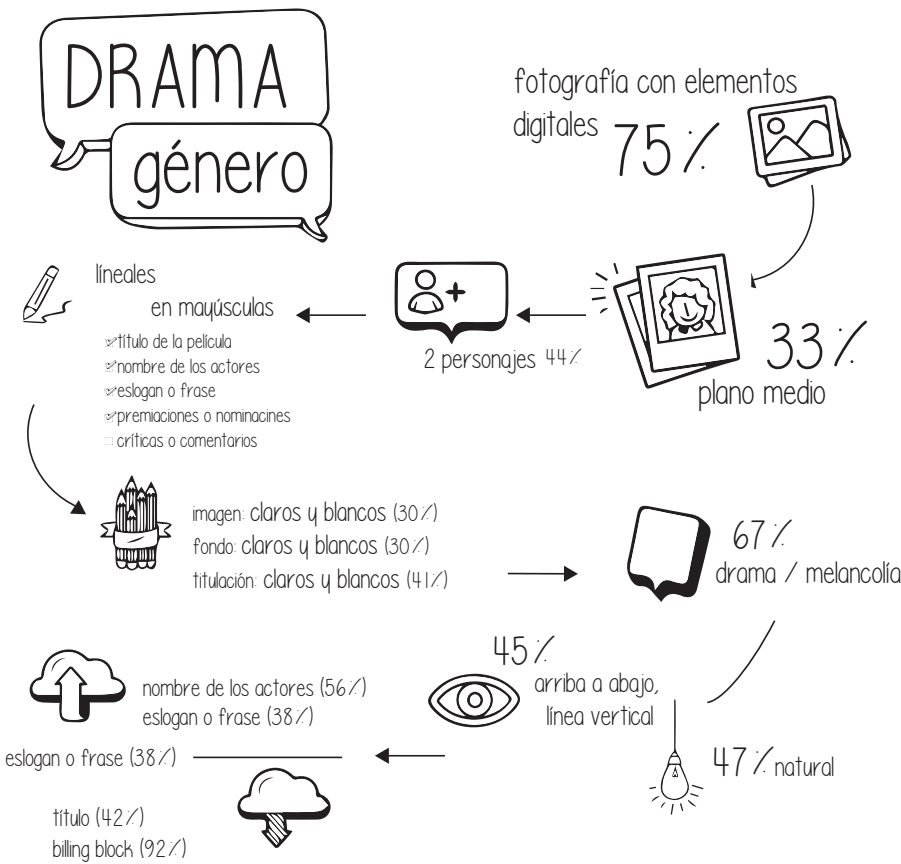 DRAMA
género
fotografía con elementos
digitales 75%
33%
plano medio
2 personajes 44%
líneales
en mayúsculas
título de la película
nombre de los actores
eslogan o frase
premiaciones o nominacines
críticas o comentarios
imagen: claros y blancos (30%)
fondo: claros y blancos (30%)
titulación: claros y blancos (41%)
67%
drama / melancolía
47% natural
45%
arriba a abajo,
línea vertical
nombre de los actores (56%)
eslogan o frase (38%)
eslogan o frase (38%)
título (42%)
billing block (92%)